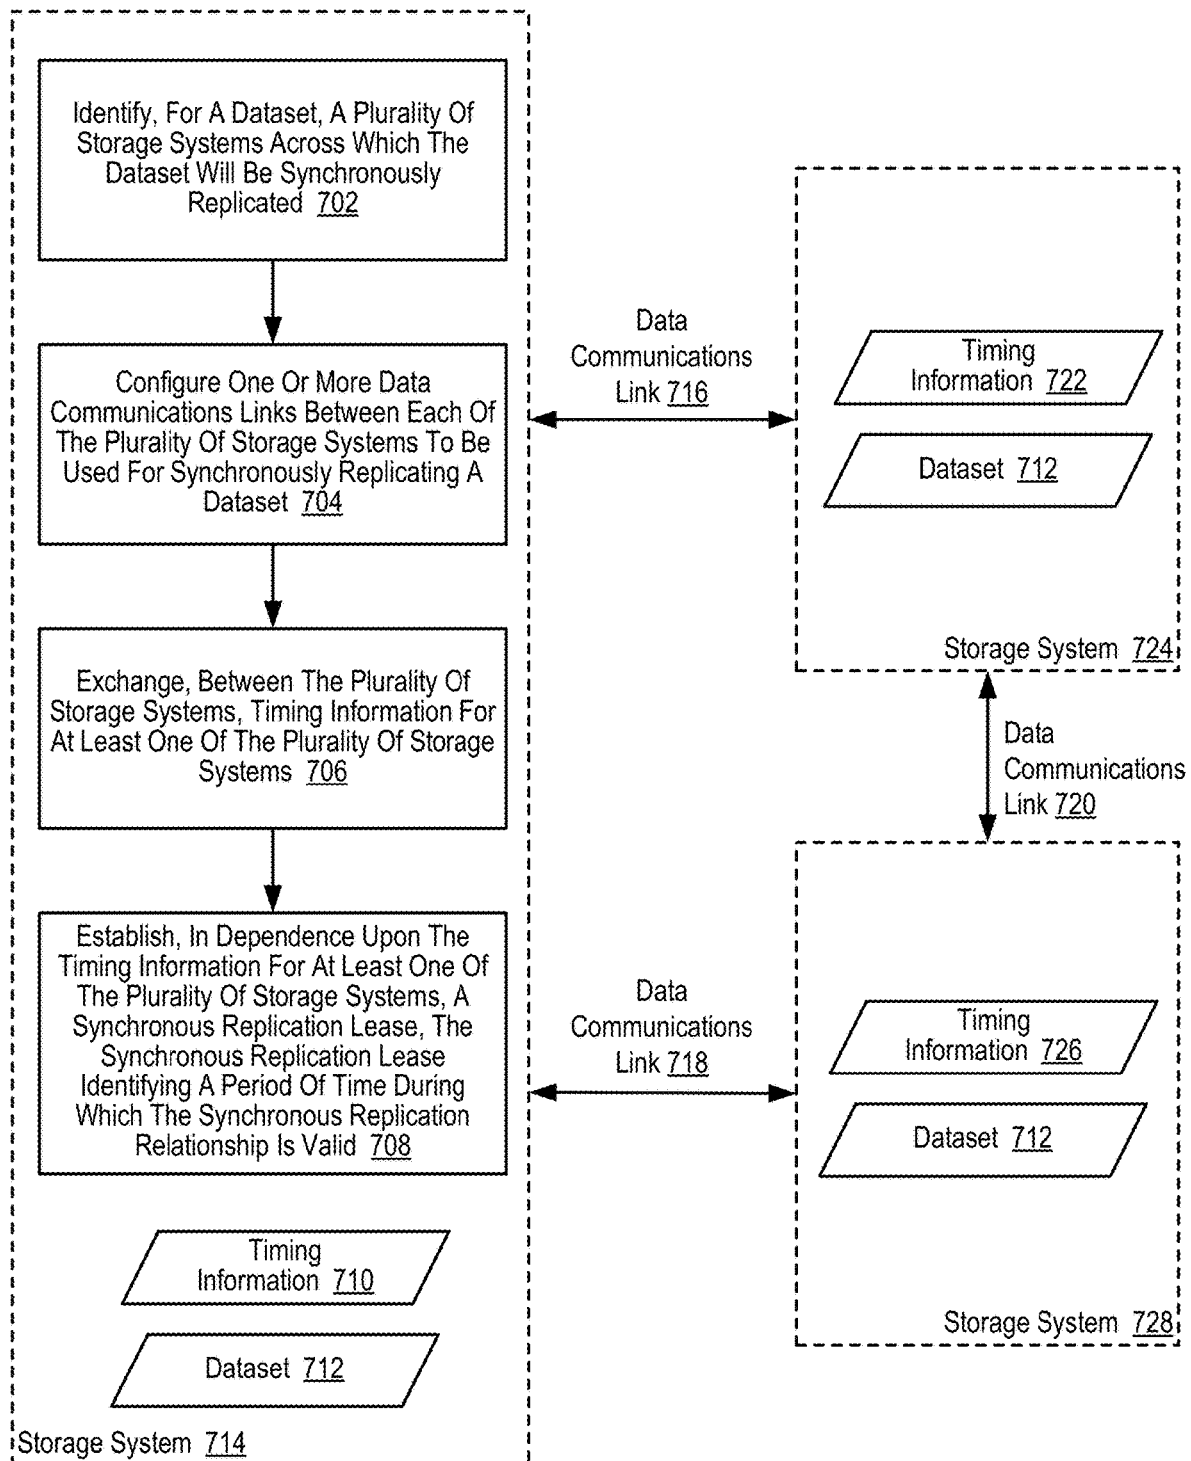 Identify, For A Dataset, A Plurality Of
Storage Systems Across Which The
Dataset Will Be Synchronously
Replicated 702
Configure One Or More Data
Communications Links Between Each Of
The Plurality Of Storage Systems To Be
Used For Synchronously Replicating A
Dataset 704
Exchange, Between The Plurality Of
Storage Systems, Timing Information For
At Least One Of The Plurality Of Storage
Systems 706
Establish, In Dependence Upon The
Timing Information For At Least One Of
The Plurality Of Storage Systems, A
Synchronous Replication Lease, The
Synchronous Replication Lease
Identifying A Period Of Time During
Which The Synchronous Replication
Relationship Is Valid 708
Timing
Information 710
Dataset 712
Storage System 714
Data
Communications
Link 716
Data
Communications
Link 718
Timing
Information 722
Dataset 712
Storage System 724
Data
Communications
Link 720
Timing
Information 726
Dataset 712
Storage System 728